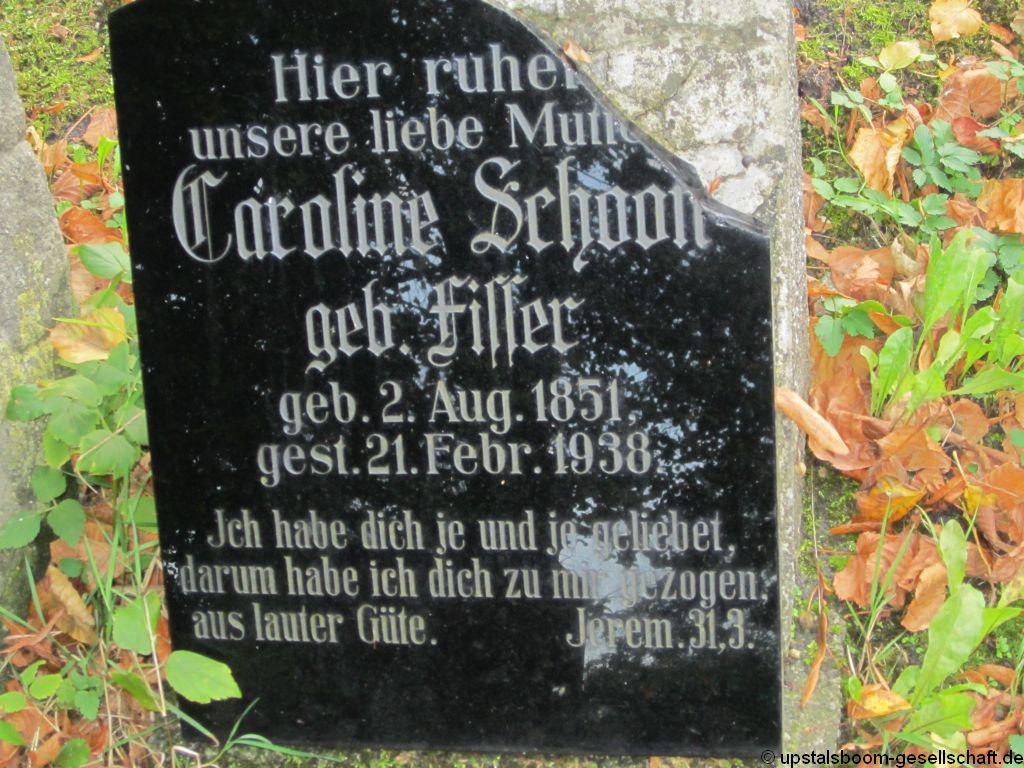 Hier ruhen
unsere liebe Mutter
Caroline Schoon
geb. Fisser
geb. 2. Aug. 1851,
gest. 21. Febr. 1938
Jch habe dich je und je geliebet,
darum habe ich dich zu mir gezogen,
aus lauter Güte. Jerem. 31,3.
© upstalsboom-gesellschaft.de